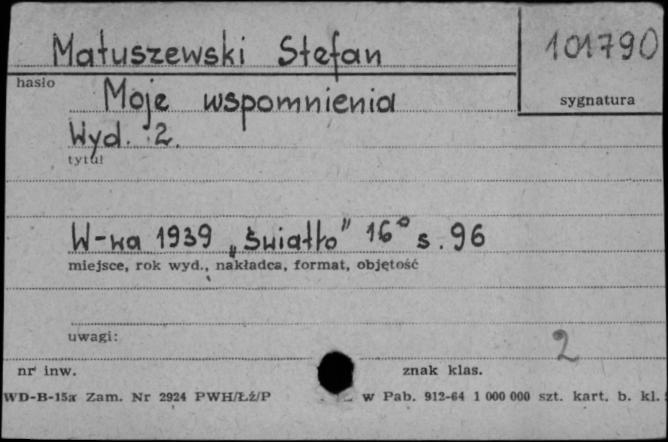 Matuszewski Stefan
101790
hasło
sygnatura
Moje wspomnienia
Wyd. 2.
tytuł
W-wa 1939 „Światło” 16° s. 96
miejsce, rok wyd., nakładca, format, objętość
uwagi:
2
nr inw.
znak klas.
WD-B-15a Zam. Nr 2924 PWH/Łź/P
w Pab. 912-64 1 000 000 szt. kart. b. kl.